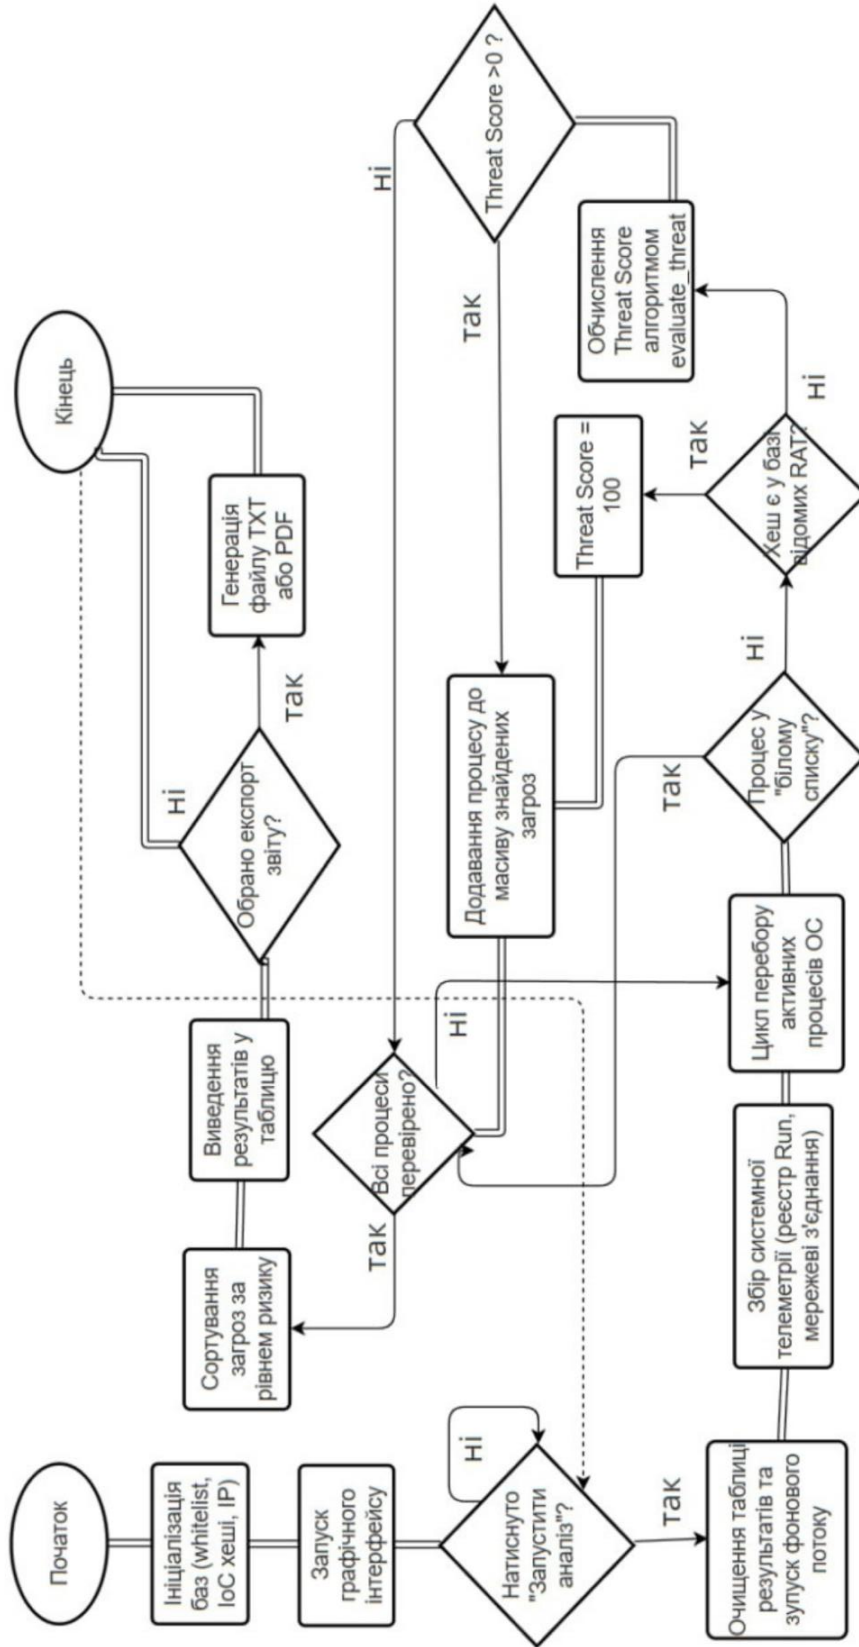 Початок
Ініціалізація
баз (whitelist,
IoC хеші, IP)
Запуск
графічного
інтерфейсу
Натиснуто
"Запустити
аналіз"?
ні
так
Очищення таблиці
результатів та
зупуск фонового
потоку
Збір системної
телеметрії (реєстр Run,
мережеві з'єднання)
Цикл перебору
активних
процесів ОС
Процес у
"білому
списку"?
так
ні
Хеш є у базі
відомих RAT?
так
ні
Threat Score =
100
Обчислення
Threat Score
алгоритмом
evaluate_threat
Threat Score >0 ?
так
ні
Додавання процесу до
масиву знайдених
загроз
Всі процеси
перевірено?
ні
так
Сортування
загроз за
рівнем ризику
Виведення
результатів у
таблицю
Обрано експорт
звіту?
ні
так
Генерація
файлу TXT
або PDF
Кінець